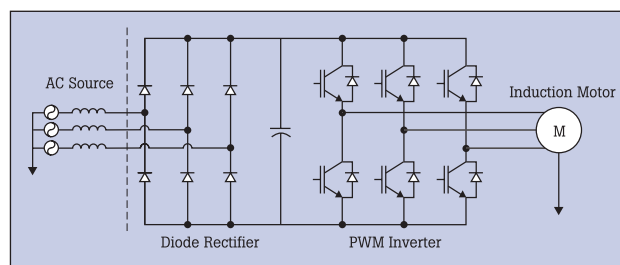 AC Source
Induction Motor
M
Diode Rectifier
PWM Inverter